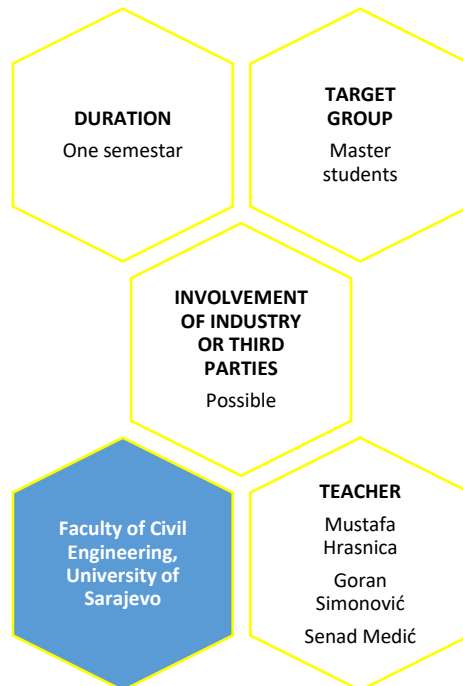 DURATION
One semestar
TARGET
GROUP
Master
students
INVOLVEMENT
OF INDUSTRY
OR THIRD
PARTIES
Possible
Faculty of Civil
Engineering,
University of
Sarajevo
TEACHER
Mustafa
Hrasnica
Goran
Simonović
Senad Medić